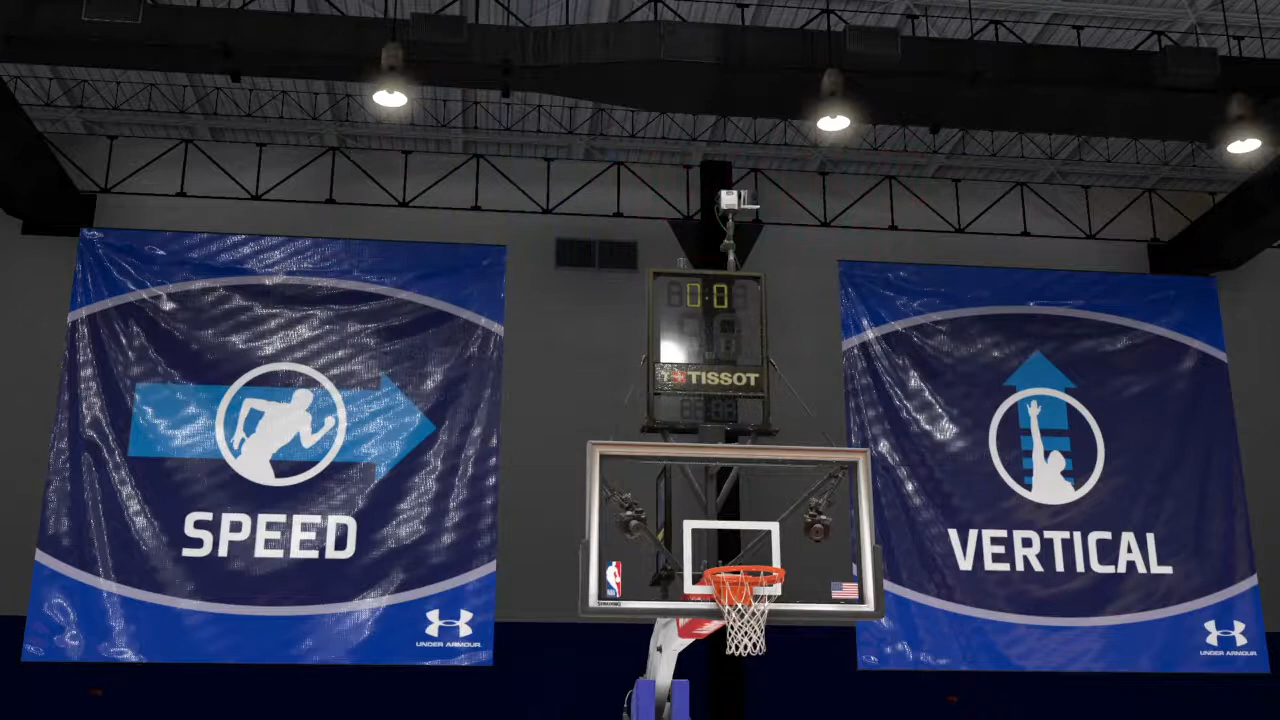 SPEED
UNDER ARMOUR
0:0
TISSOT
VERTICAL
UNDER ARMOUR